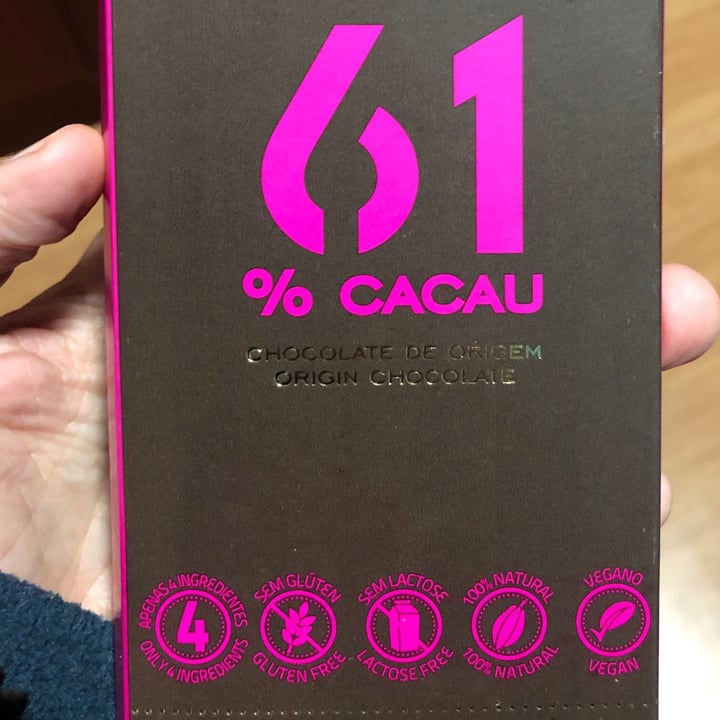 61
% CACAU
CHOCOLATE DE ORIGEM
ORIGIN CHOCOLATE
APENAS 4 INGREDIENTES
4
ONLY 4 INGREDIENTS
SEM GLÚTEN
GLUTEN FREE
SEM LACTOSE
LACTOSE FREE
100% NATURAL
100% NATURAL
VEGANO
VEGAN